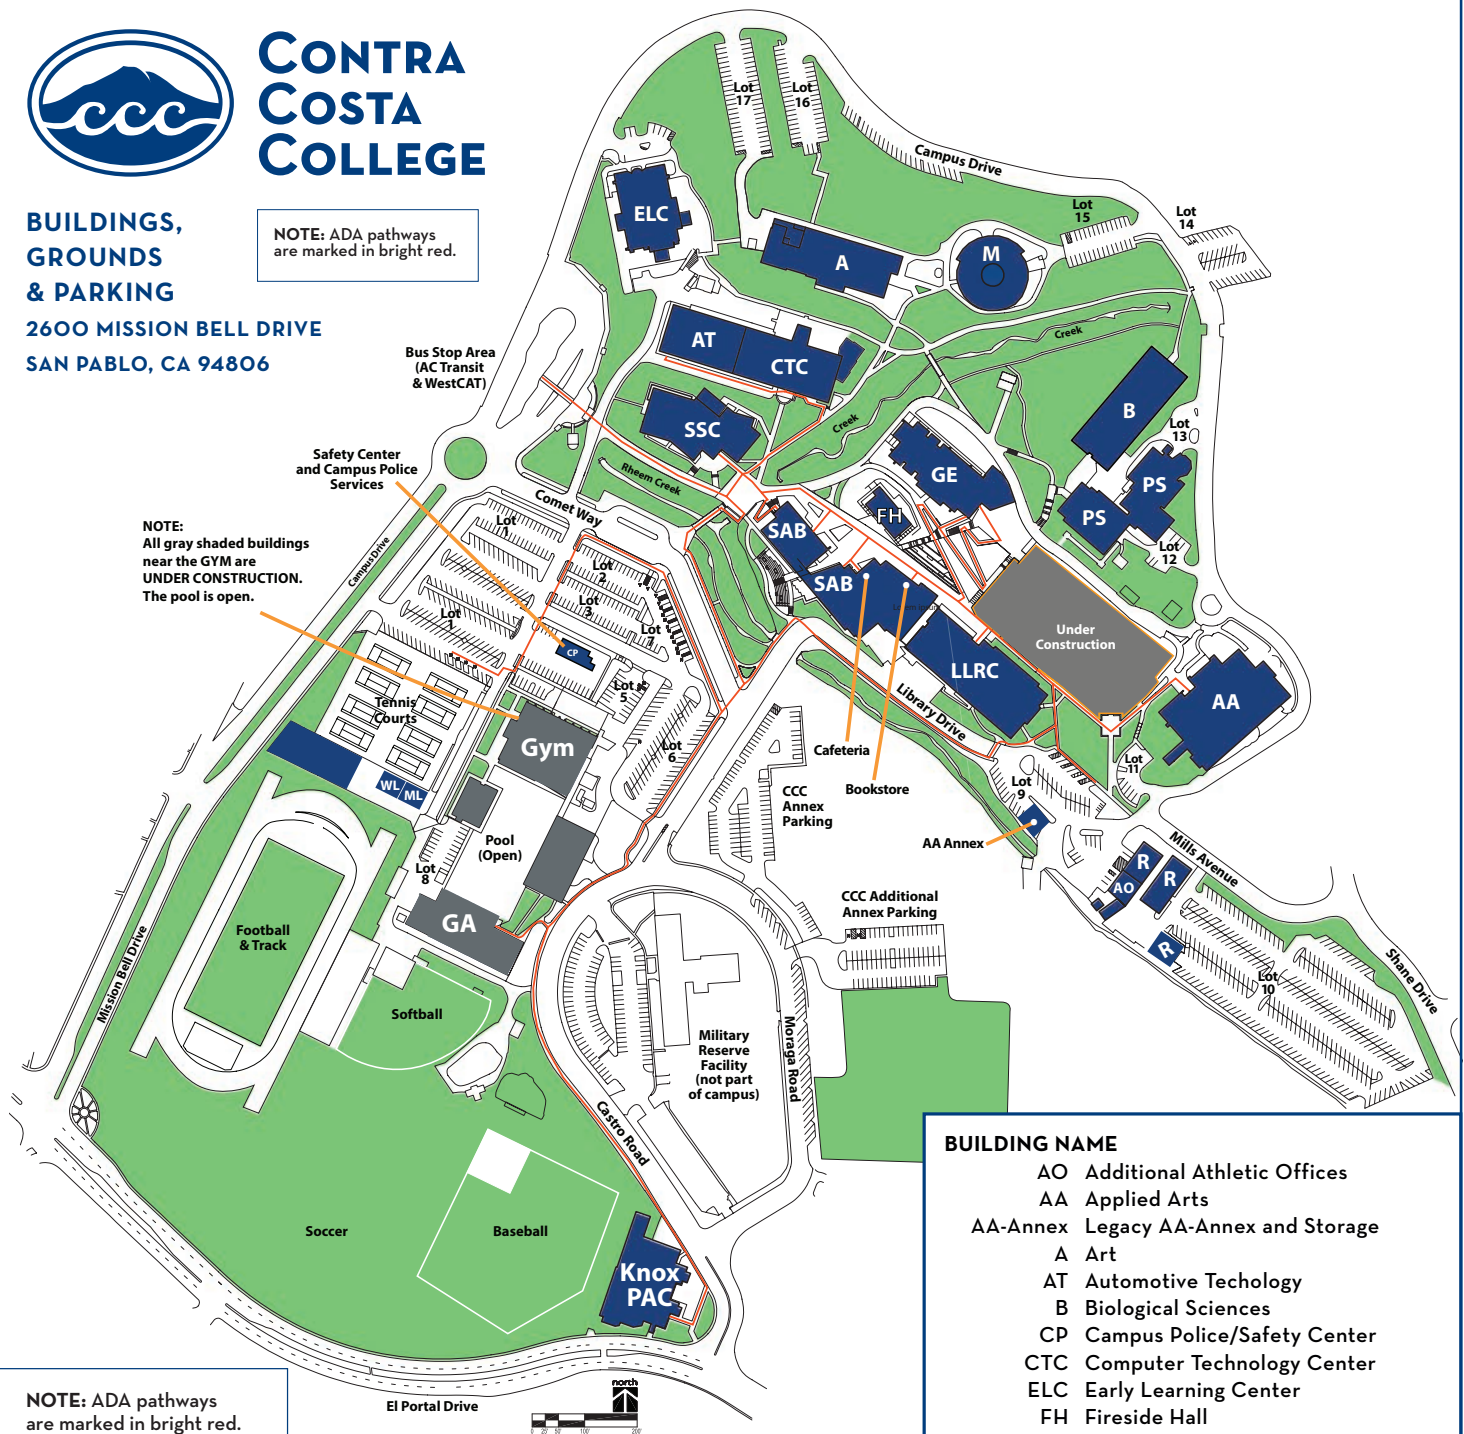 CONTRA
COSTA
COLLEGE
ccc
BUILDINGS,
GROUNDS
& PARKING
2600 MISSION BELL DRIVE
SAN PABLO, CA 94806
NOTE: ADA pathways
are marked in bright red.
Lot
17
Lot
16
Campus Drive
Lot
15
Lot
14
ELC
A
M
Creek
AT
CTC
Bus Stop Area
(AC Transit
& WestCAT)
SSC
Creek
B
Lot
13
Safety Center
and Campus Police
Services
Rheem Creek
GE
PS
PS
FH
Comet Way
Lot
1
SAB
NOTE:
All gray shaded buildings
near the GYM are
UNDER CONSTRUCTION.
The pool is open.
Campus Drive
Lot
12
Lot
2
SAB
Lot
3
Lot
1
Lot
7
Under
Construction
CP
LLRC
Lot
5
AA
Tennis
Courts
Library Drive
Gym
Lot
6
Cafeteria
Bookstore
Lot
11
Lot
9
WL
ML
CCC
Annex
Parking
AA Annex
Pool
(Open)
Mills Avenue
Lot
8
R
R
AO
CCC Additional
Annex Parking
GA
Football
& Track
R
Shane Drive
Lot
10
Mission Bell Drive
Softball
Military
Reserve
Facility
(not part
of campus)
Moraga Road
Castro Road
Soccer
Baseball
Knox
PAC
BUILDING NAME
AO Additional Athletic Offices
AA Applied Arts
AA-Annex Legacy AA-Annex and Storage
A Art
AT Automotive Techology
B Biological Sciences
CP Campus Police/Safety Center
CTC Computer Technology Center
ELC Early Learning Center
FH Fireside Hall
NOTE: ADA pathways
are marked in bright red.
El Portal Drive
north
0 25' 50' 100' 200'